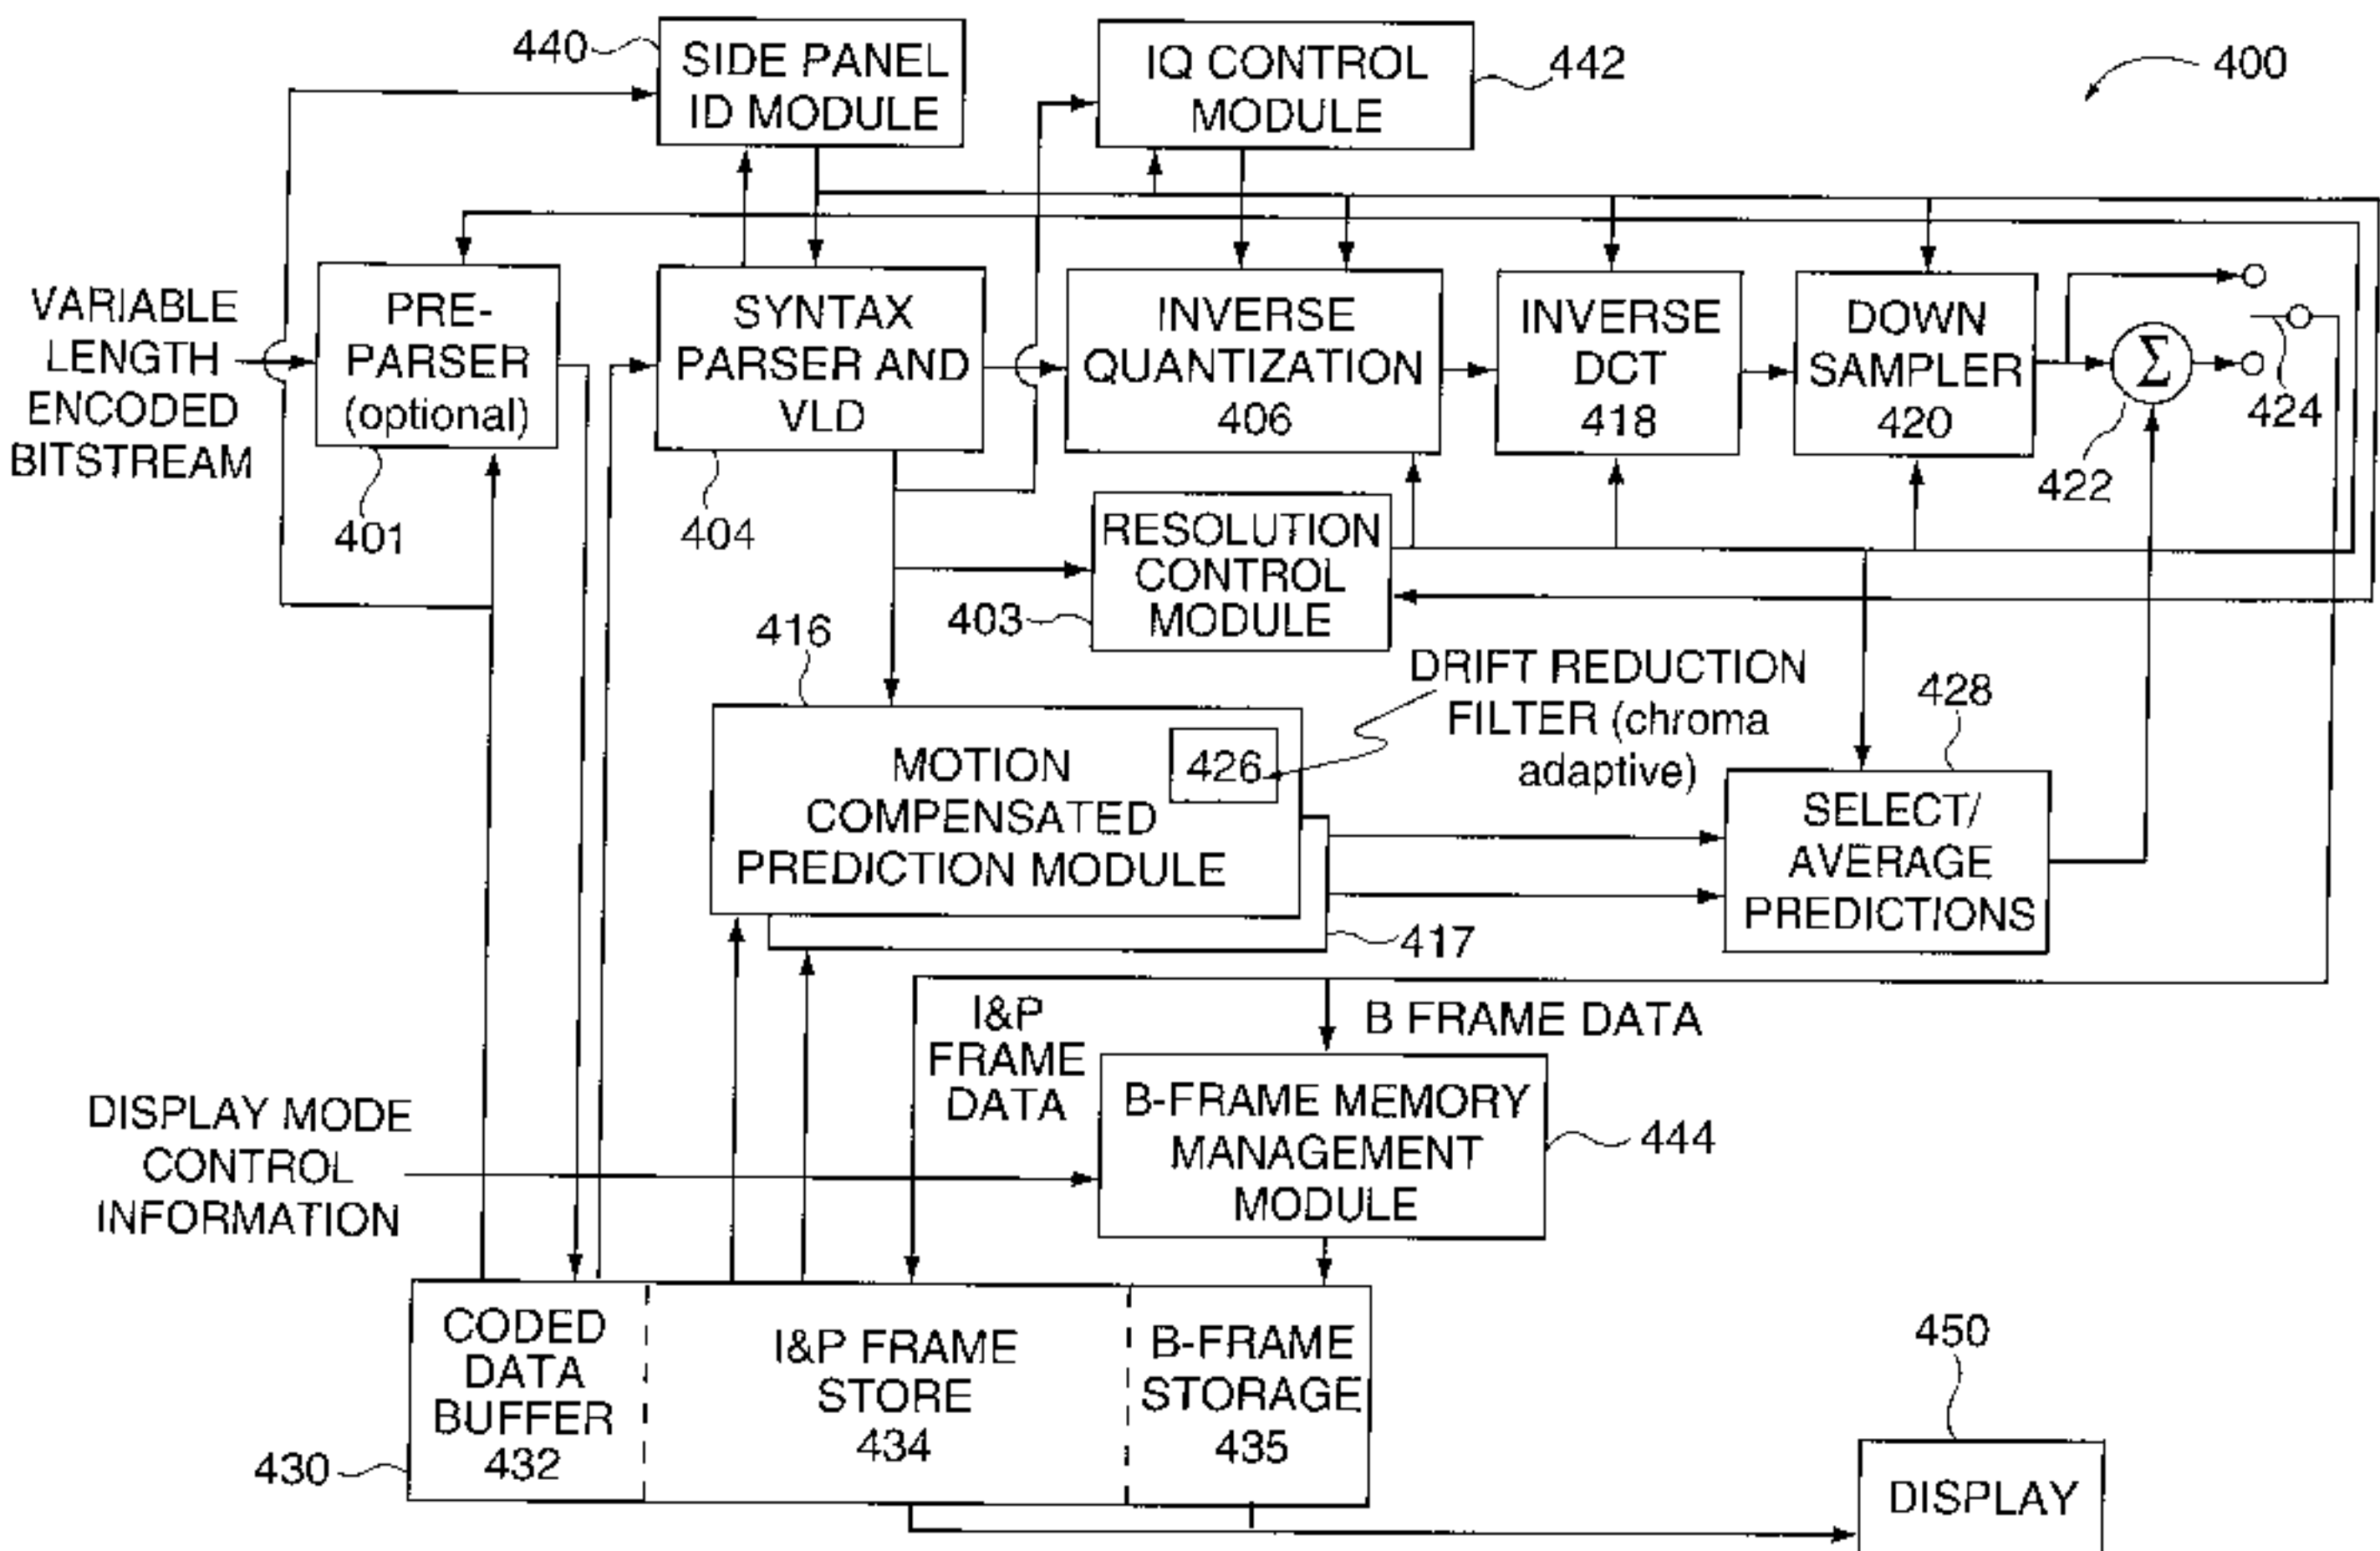 440
SIDE PANEL
ID MODULE
IQ CONTROL
MODULE
442
400
VARIABLE
LENGTH
ENCODED
BITSTREAM
PRE-
PARSER
(optional)
401
SYNTAX
PARSER AND
VLD
404
INVERSE
QUANTIZATION
406
INVERSE
DCT
418
DOWN
SAMPLER
420
Σ
422
424
RESOLUTION
CONTROL
MODULE
403
416
MOTION
COMPENSATED
PREDICTION MODULE
426
DRIFT REDUCTION
FILTER (chroma
adaptive)
417
428
SELECT/
AVERAGE
PREDICTIONS
I&P
FRAME
DATA
B FRAME DATA
DISPLAY MODE
CONTROL
INFORMATION
B-FRAME MEMORY
MANAGEMENT
MODULE
444
430
CODED
DATA
BUFFER
432
I&P FRAME
STORE
434
B-FRAME
STORAGE
435
450
DISPLAY